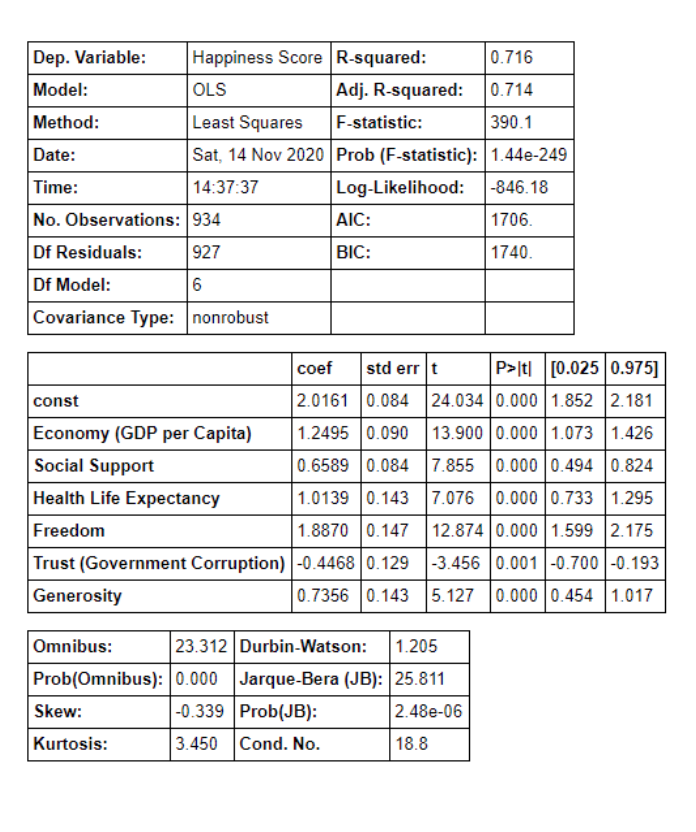 Dep. Variable: Happiness Score R-squared: 0.716
Model: OLS Adj. R-squared: 0.714
Method: Least Squares F-statistic: 390.1
Date: Sat, 14 Nov 2020 Prob (F-statistic): 1.44e-249
Time: 14:37:37 Log-Likelihood: -846.18
No. Observations: 934 AIC: 1706.
Df Residuals: 927 BIC: 1740.
Df Model: 6
Covariance Type: nonrobust
coef std err t P>|t| [0.025 0.975]
const 2.0161 0.084 24.034 0.000 1.852 2.181
Economy (GDP per Capita) 1.2495 0.090 13.900 0.000 1.073 1.426
Social Support 0.6589 0.084 7.855 0.000 0.494 0.824
Health Life Expectancy 1.0139 0.143 7.076 0.000 0.733 1.295
Freedom 1.8870 0.147 12.874 0.000 1.599 2.175
Trust (Government Corruption) -0.4468 0.129 -3.456 0.001 -0.700 -0.193
Generosity 0.7356 0.143 5.127 0.000 0.454 1.017
Omnibus: 23.312 Durbin-Watson: 1.205
Prob(Omnibus): 0.000 Jarque-Bera (JB): 25.811
Skew: -0.339 Prob(JB): 2.48e-06
Kurtosis: 3.450 Cond. No. 18.8